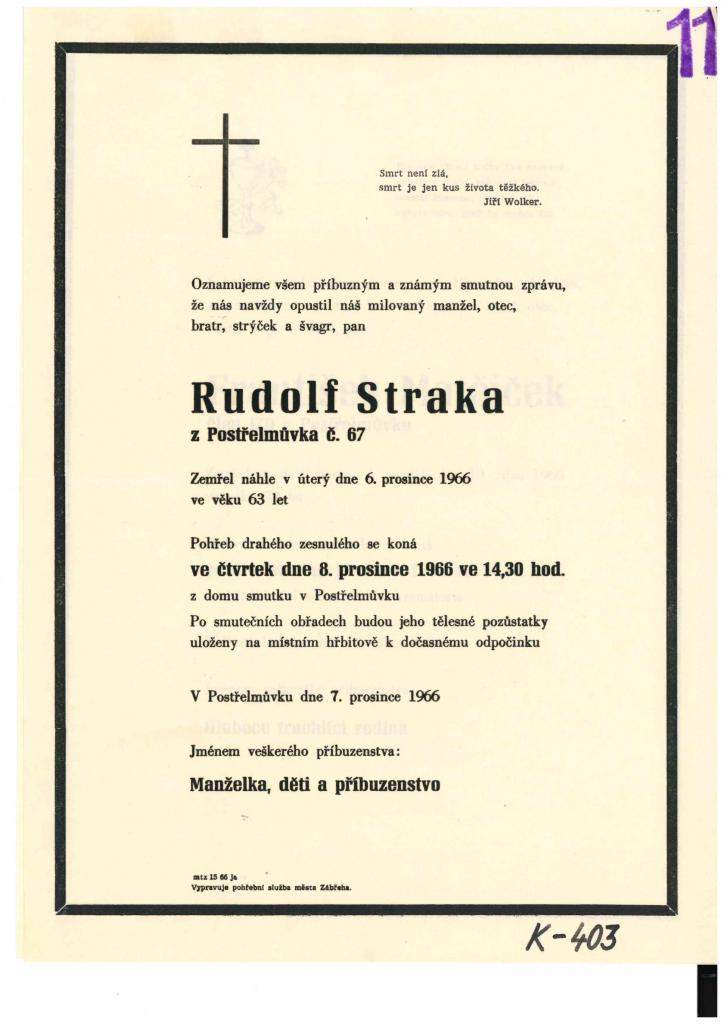 11
Smrt není zlá,
smrt je jen kus života těžkého.
Jiří Wolker.
Oznamujeme všem příbuzným a známým smutnou zprávu,
že nás navždy opustil náš milovaný manžel, otec,
bratr, strýček a švagr, pan
Rudolf Straka
z Postřelmůvka č. 67
Zemřel náhle v úterý dne 6. prosince 1966
ve věku 63 let
Pohřeb drahého zesnulého se koná
ve čtvrtek dne 8. prosince 1966 ve 14,30 hod.
z domu smutku v Postřelmůvku
Po smutečních obřadech budou jeho tělesné pozůstatky
uloženy na místním hřbitově k dočasnému odpočinku
V Postřelmůvku dne 7. prosince 1966
Jménem veškerého příbuzenstva:
Manželka, děti a příbuzenstvo
mtz 15 66 ja
Vypravuje pohřební služba města Zábřeha.
K-403